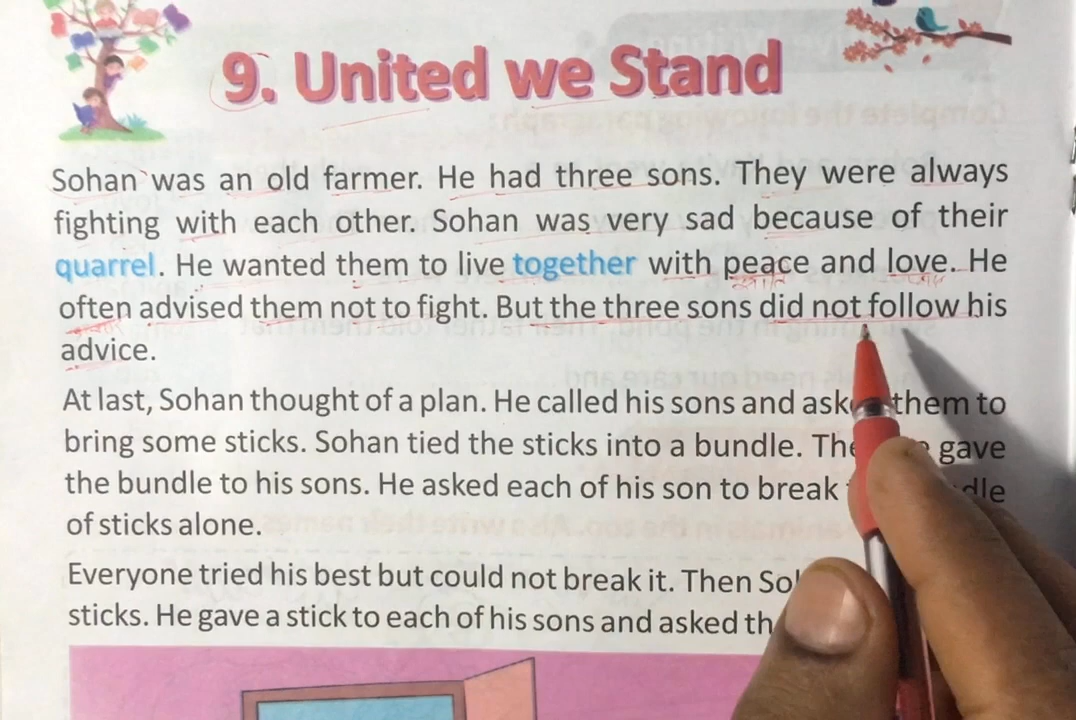 9. United we Stand
Sohan was an old farmer. He had three sons. They were always
fighting with each other. Sohan was very sad because of their
quarrel. He wanted them to live together with peace and love. He
often advised them not to fight. But the three sons did not follow his
advice.
At last, Sohan thought of a plan. He called his sons and them to
bring some sticks. Sohan tied the sticks into a bundle. gave
the bundle to his sons. He asked each of his son to break
of sticks alone.
Everyone tried his best but could not break it. Then
sticks. He gave a stick to each of his sons and asked